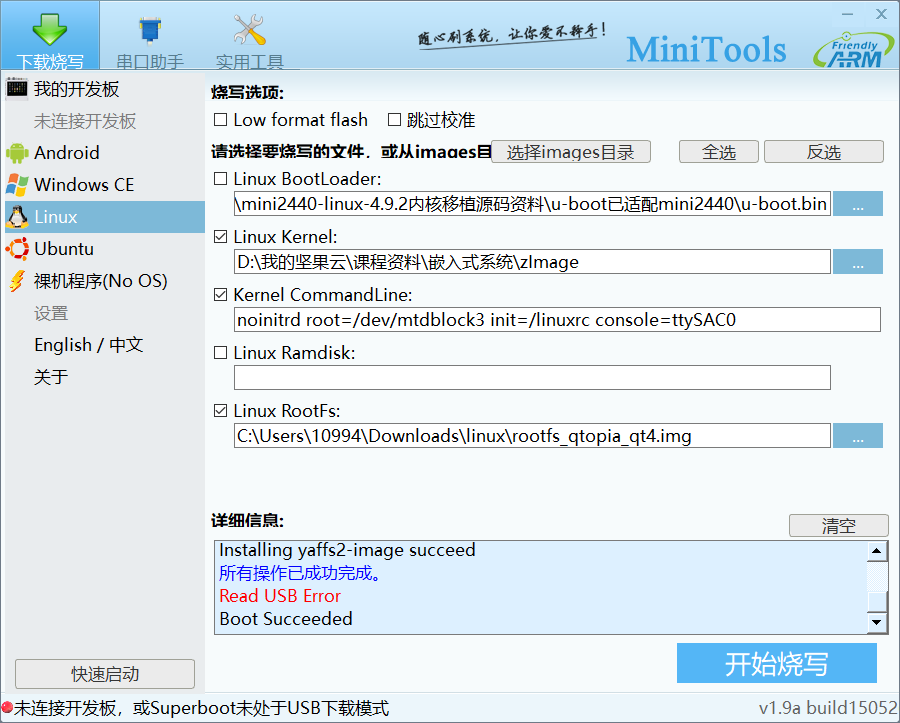 下载烧写
串口助手
实用工具
随心刷系统，让你爱不释手！
MiniTools
Friendly
ARM
我的开发板
未连接开发板
Android
Windows CE
Linux
Ubuntu
裸机程序(No OS)
设置
English / 中文
关于
快速启动
烧写选项:
Low format flash
跳过校准
请选择要烧写的文件，或从images目
选择images目录
全选
反选
Linux BootLoader:
\mini2440-linux-4.9.2内核移植源码资料\u-boot已适配mini2440\u-boot.bin
...
Linux Kernel:
D:\我的坚果云\课程资料\嵌入式系统\zImage
...
Kernel CommandLine:
noinitrd root=/dev/mtdblock3 init=/linuxrc console=ttySAC0
Linux Ramdisk:
Linux RootFs:
C:\Users\10994\Downloads\linux\rootfs_qtopia_qt4.img
...
详细信息:
清空
Installing yaffs2-image succeed
所有操作已成功完成。
Read USB Error
Boot Succeeded
开始烧写
未连接开发板，或Superboot未处于USB下载模式
v1.9a build15052